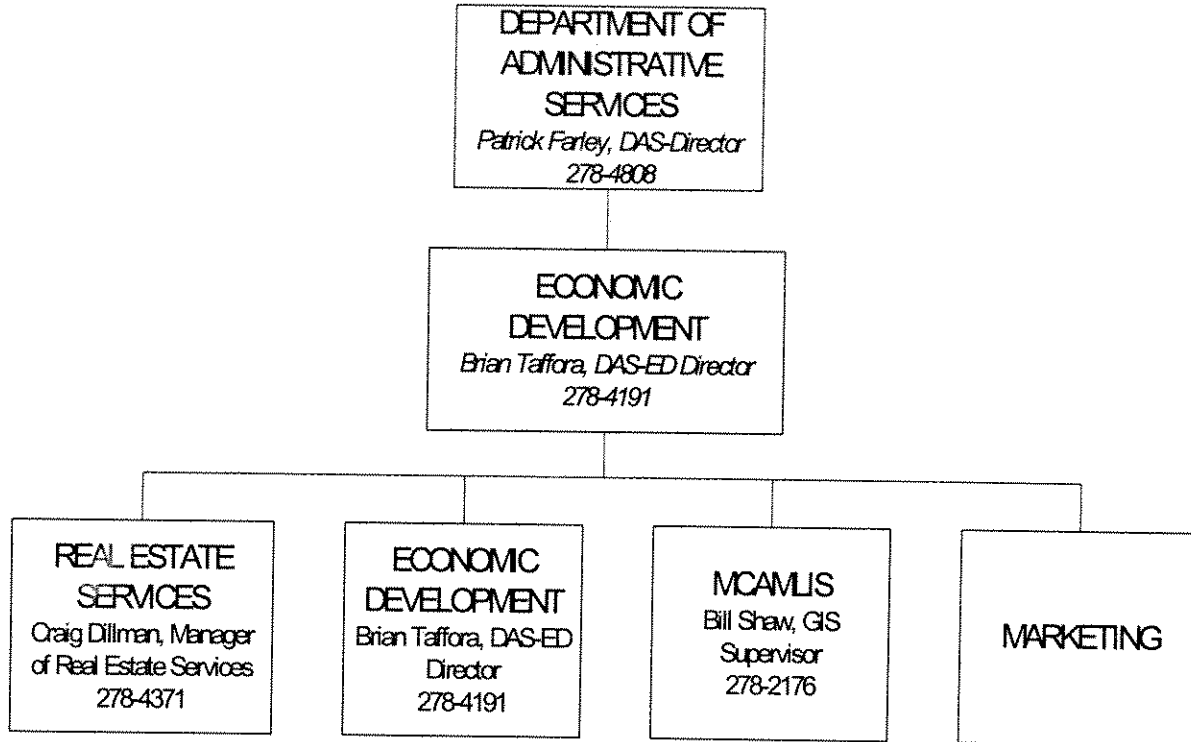 DEPARTMENT OF
ADMINISTRATIVE
SERVICES
Patrick Farley, DAS-Director
278-4808
ECONOMIC
DEVELOPMENT
Brian Taffora, DAS-ED Director
278-4191
REAL ESTATE
SERVICES
Craig Dillman, Manager
of Real Estate Services
278-4371
ECONOMIC
DEVELOPMENT
Brian Taffora, DAS-ED
Director
278-4191
MCAMLIS
Bill Shaw, GIS
Supervisor
278-2176
MARKETING